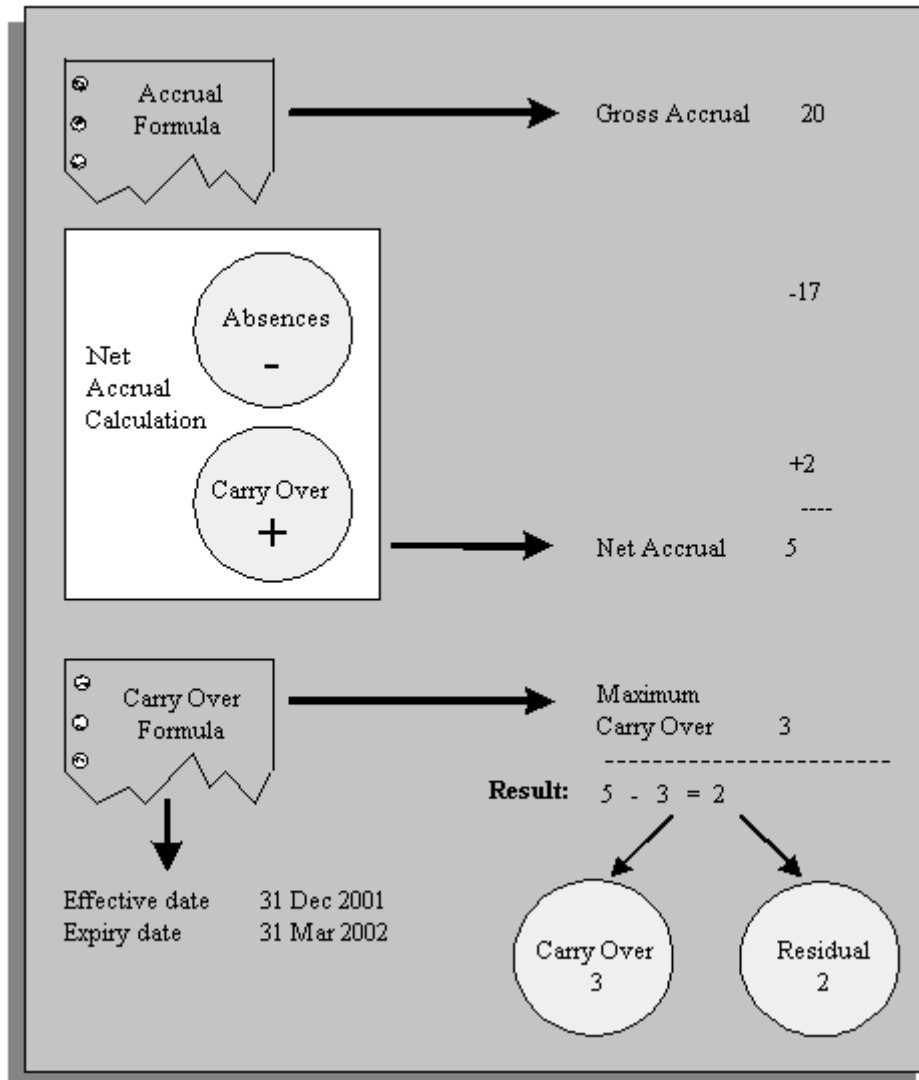 Accrual
Formula
Gross Accrual 20
Absences
-
-17
Net
Accrual
Calculation
Carry Over
+
+2
----
Net Accrual 5
Carry Over
Formula
Maximum
Carry Over 3
---------------------------
Result: 5 - 3 = 2
Effective date 31 Dec 2001
Expiry date 31 Mar 2002
Carry Over
3
Residual
2